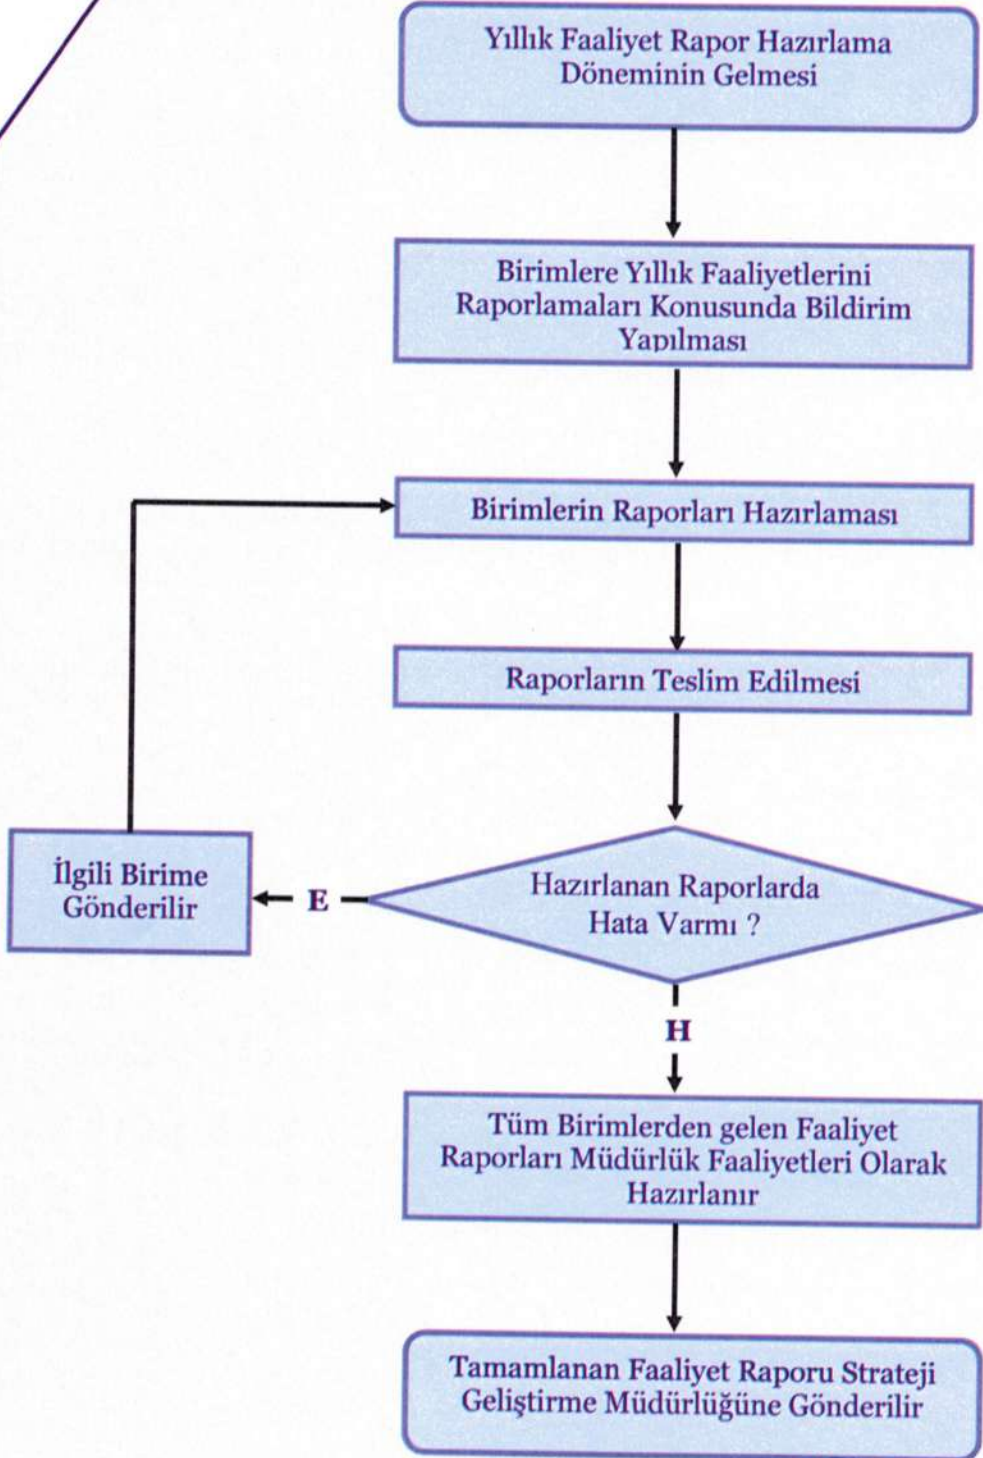 Yıllık Faaliyet Rapor Hazırlama
Döneminin Gelmesi
Birimlere Yıllık Faaliyetlerini
Raporlamaları Konusunda Bildirim
Yapılması
Birimlerin Raporları Hazırlaması
Raporların Teslim Edilmesi
Hazırlanan Raporlarda
Hata Varmı ?
E
İlgili Birime
Gönderilir
H
Tüm Birimlerden gelen Faaliyet
Raporları Müdürlük Faaliyetleri Olarak
Hazırlanır
Tamamlanan Faaliyet Raporu Strateji
Geliştirme Müdürlüğüne Gönderilir